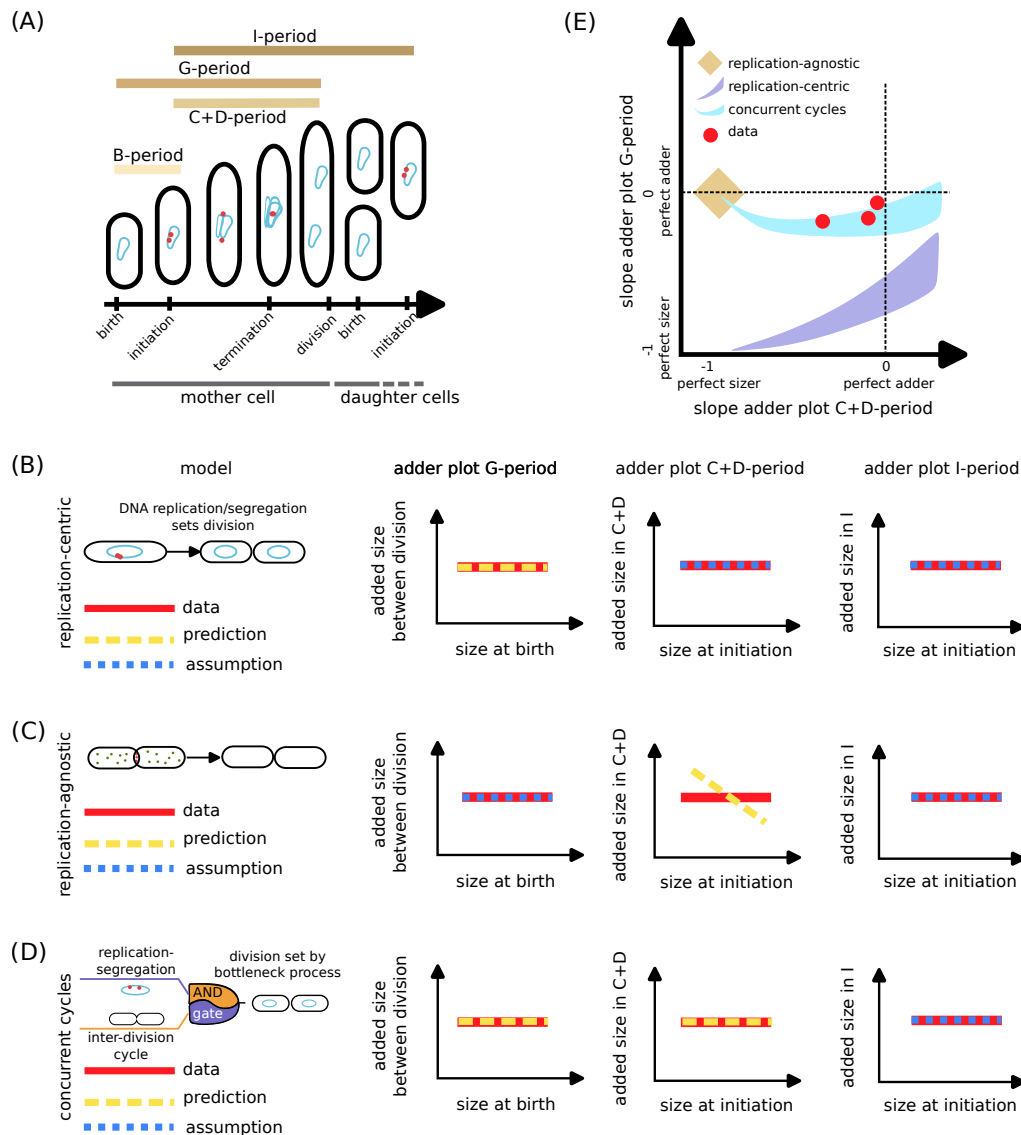 (A)
I-period
G-period
C+D-period
B-period
birth
initiation
termination
division
birth
initiation
mother cell
daughter cells
(E)
slope adder plot G-period
replication-agnostic
replication-centric
concurrent cycles
data
0
perfect adder
-1
perfect sizer
-1
perfect sizer
0
perfect adder
slope adder plot C+D-period
(B)
model
adder plot G-period
adder plot C+D-period
adder plot I-period
replication-centric
DNA replication/segregation
sets division
data
prediction
assumption
added size
between division
size at birth
added size in C+D
size at initiation
added size in I
size at initiation
(C)
replication-agnostic
data
prediction
assumption
added size
between division
size at birth
added size in C+D
size at initiation
added size in I
size at initiation
(D)
concurrent cycles
replication-
segregation
AND
gate
division set by
bottleneck process
inter-division
cycle
data
prediction
assumption
added size
between division
size at birth
added size in C+D
size at initiation
added size in I
size at initiation